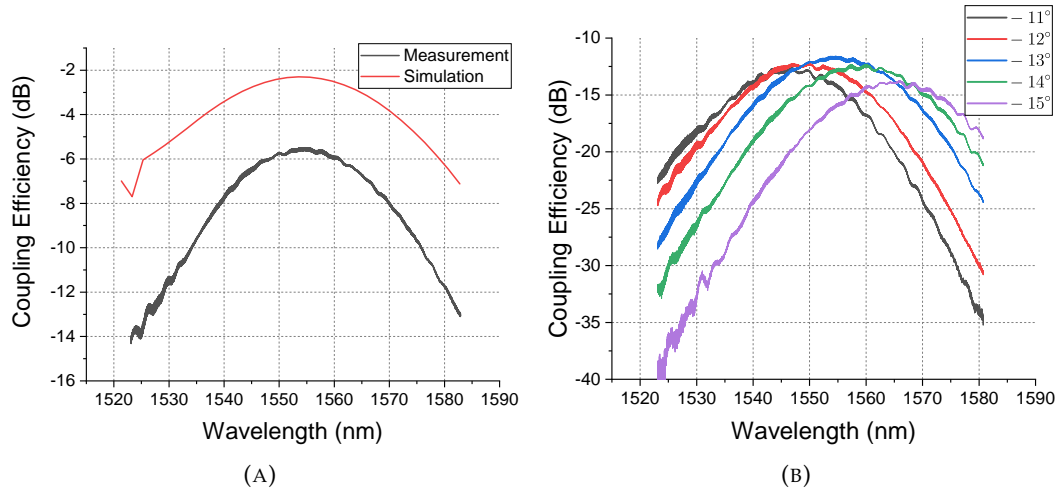 Measurement
Simulation
-2
-4
-6
-8
-10
-12
-14
-16
1520 1530 1540 1550 1560 1570 1580 1590
Coupling Efficiency (dB)
Wavelength (nm)
(A)
− 11°
− 12°
− 13°
− 14°
− 15°
-10
-15
-20
-25
-30
-35
-40
1520 1530 1540 1550 1560 1570 1580 1590
Coupling Efficiency (dB)
Wavelength (nm)
(B)